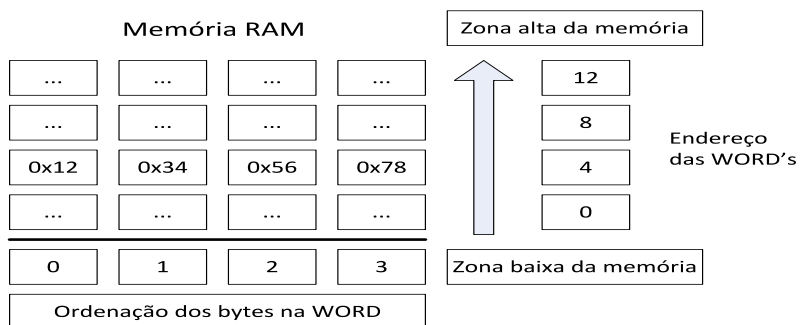 Memória RAM
Zona alta da memória
... ... ... ... 12
... ... ... ... 8
0x12 0x34 0x56 0x78 4
... ... ... ... 0
Endereço
das WORD's
0 1 2 3
Zona baixa da memória
Ordenação dos bytes na WORD